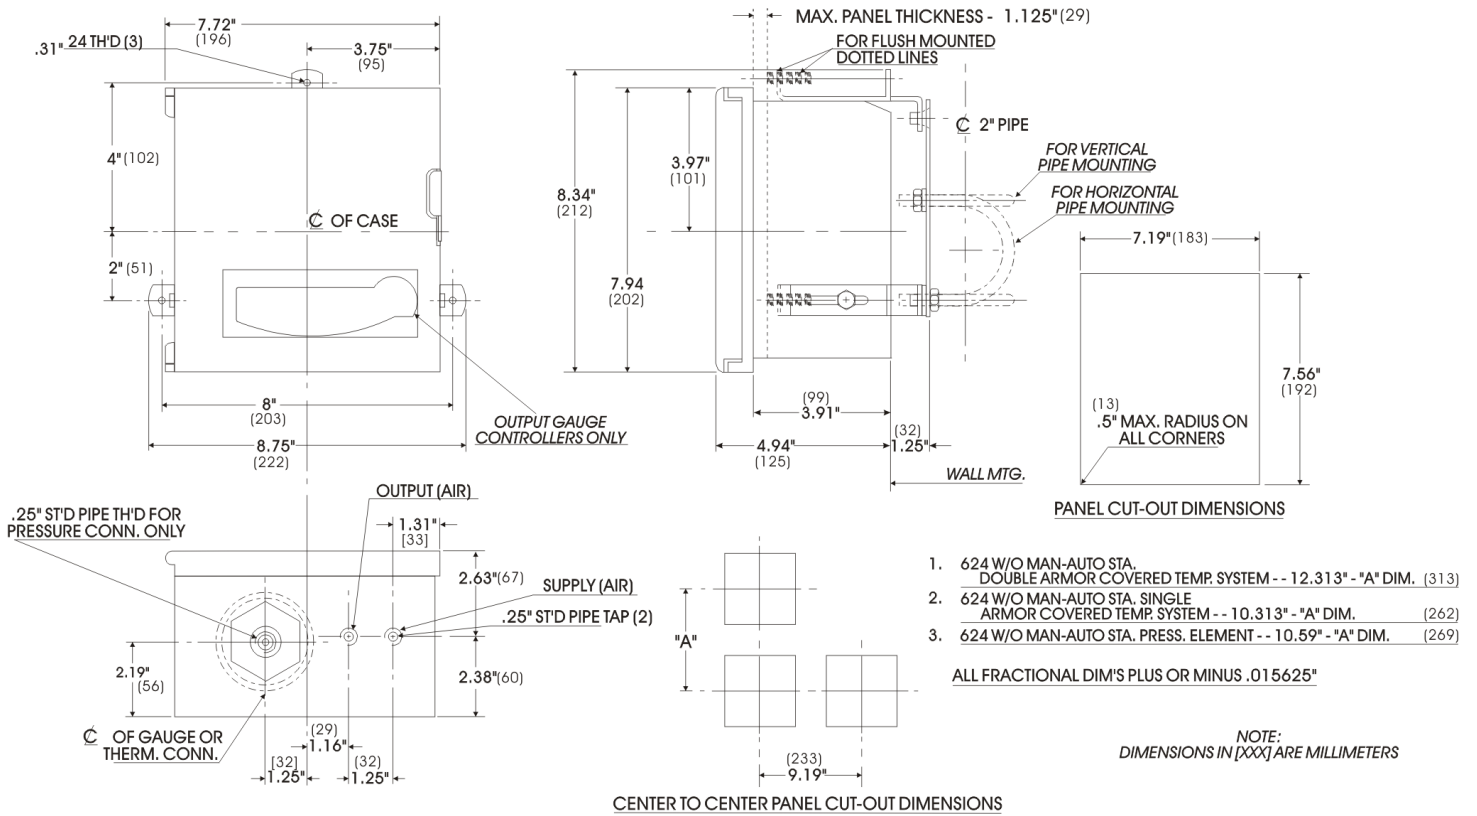 7.72"
(196)
.31" 24 TH'D (3)
3.75"
(95)
4" (102)
℄ OF CASE
2" (51)
8"
(203)
8.75"
(222)
OUTPUT GAUGE
CONTROLLERS ONLY
MAX. PANEL THICKNESS - 1.125" (29)
FOR FLUSH MOUNTED
DOTTED LINES
℄ 2" PIPE
FOR VERTICAL
PIPE MOUNTING
FOR HORIZONTAL
PIPE MOUNTING
3.97"
(101)
8.34"
(212)
7.94
(202)
(99)
3.91"
(32)
1.25"
4.94"
(125)
WALL MTG.
7.19" (183)
7.56"
(192)
(13)
.5" MAX. RADIUS ON
ALL CORNERS
PANEL CUT-OUT DIMENSIONS
OUTPUT (AIR)
.25" ST'D PIPE TH'D FOR
PRESSURE CONN. ONLY
1.31"
[33]
2.63"(67)
SUPPLY (AIR)
.25" ST'D PIPE TAP (2)
2.19"
(56)
2.38"(60)
℄ OF GAUGE OR
THERM. CONN.
(29)
1.16"
[32]
1.25"
(32)
1.25"
"A"
(233)
9.19"
CENTER TO CENTER PANEL CUT-OUT DIMENSIONS
1. 624 W/O MAN-AUTO STA.
DOUBLE ARMOR COVERED TEMP. SYSTEM - - 12.313" - "A" DIM. (313)
2. 624 W/O MAN-AUTO STA. SINGLE
ARMOR COVERED TEMP. SYSTEM - - 10.313" - "A" DIM. (262)
3. 624 W/O MAN-AUTO STA. PRESS. ELEMENT - - 10.59" - "A" DIM. (269)
ALL FRACTIONAL DIM'S PLUS OR MINUS .015625"
NOTE:
DIMENSIONS IN [XXX] ARE MILLIMETERS